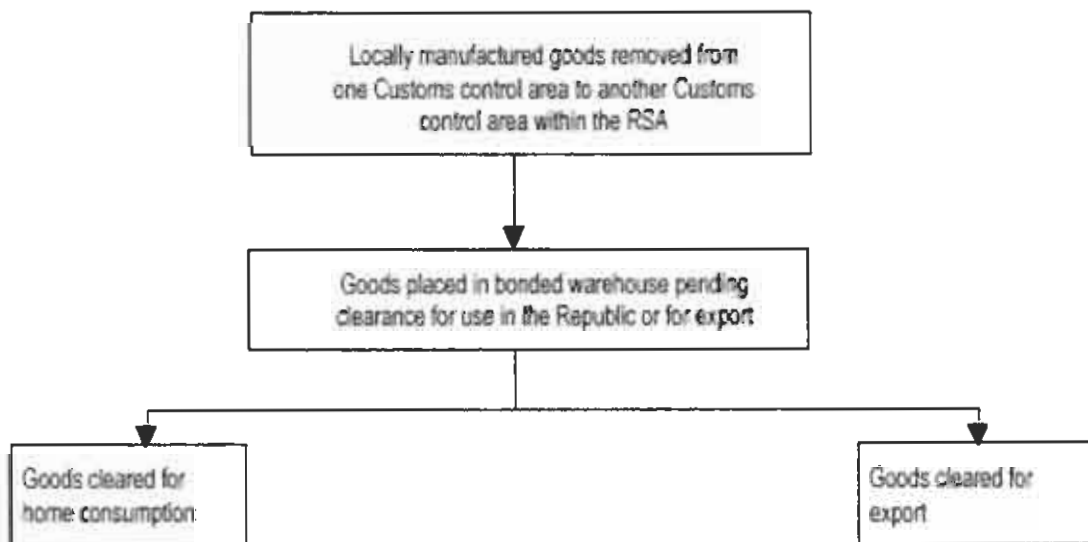 Locally manufactured goods removed from
one Customs control area to another Customs
control area within the RSA
Goods placed in bonded warehouse pending
clearance for use in the Republic or for export
Goods cleared for
home consumption
Goods cleared for
export